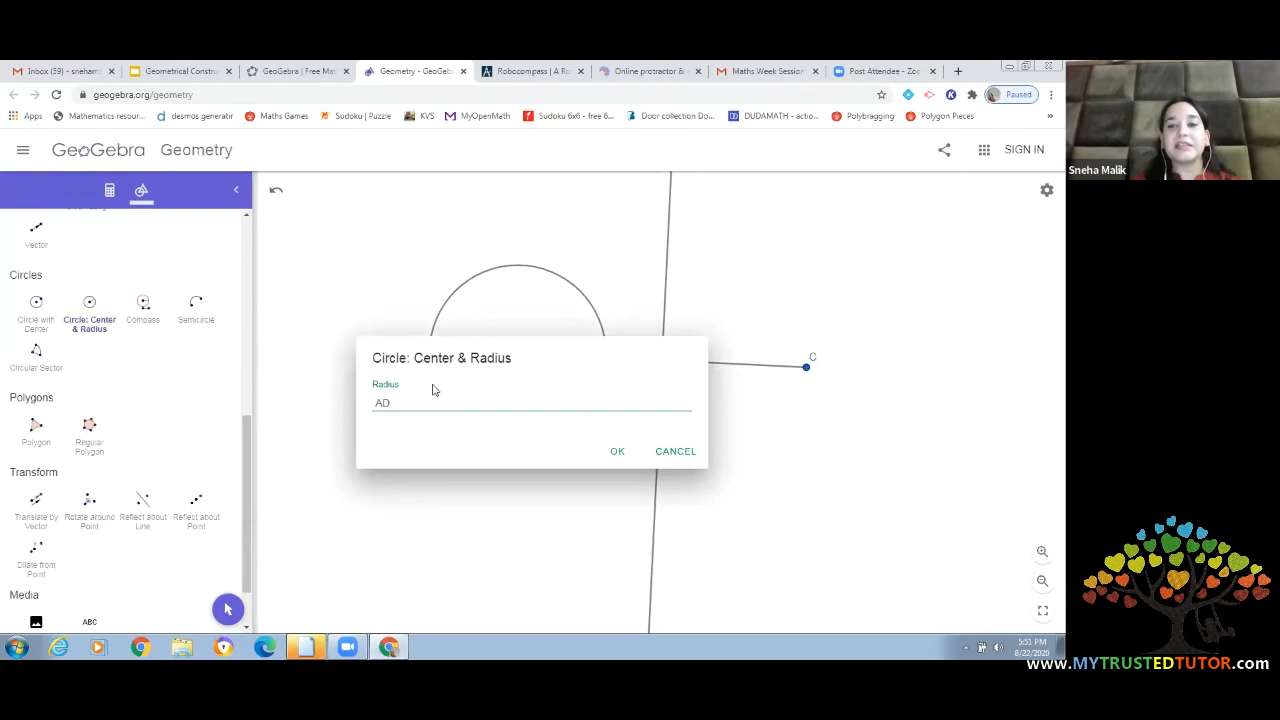 Inbox (59) - snehama
Geometrical Constr
GeoGebra | Free Mat
Geometry - GeoGeb
Robocompass | A Ro
Online protractor & e
Maths Week Session
Post Attendee - Zoo
geogebra.org/geometry
Paused
Apps
Mathematics resour...
desmos generatir
Maths Games
Sudoku | Puzzle
KVS
MyOpenMath
Sudoku 6x6 - free 6...
Door collection Do...
DUDAMATH - actio...
Polybragging
Polygon Pieces
GeoGebra Geometry
SIGN IN
Sneha Malik
Vector
Circles
Circle with Center
Circle: Center & Radius
Compass
Semicircle
Circular Sector
Polygons
Polygon
Regular Polygon
Transform
Translate by Vector
Rotate around Point
Reflect about Line
Reflect about Point
Dilate from Point
Media
ABC
Circle: Center & Radius
Radius
AD
OK CANCEL
C
5:51 PM
8/22/2020
www.MYTRUSTEDTUTOR.com